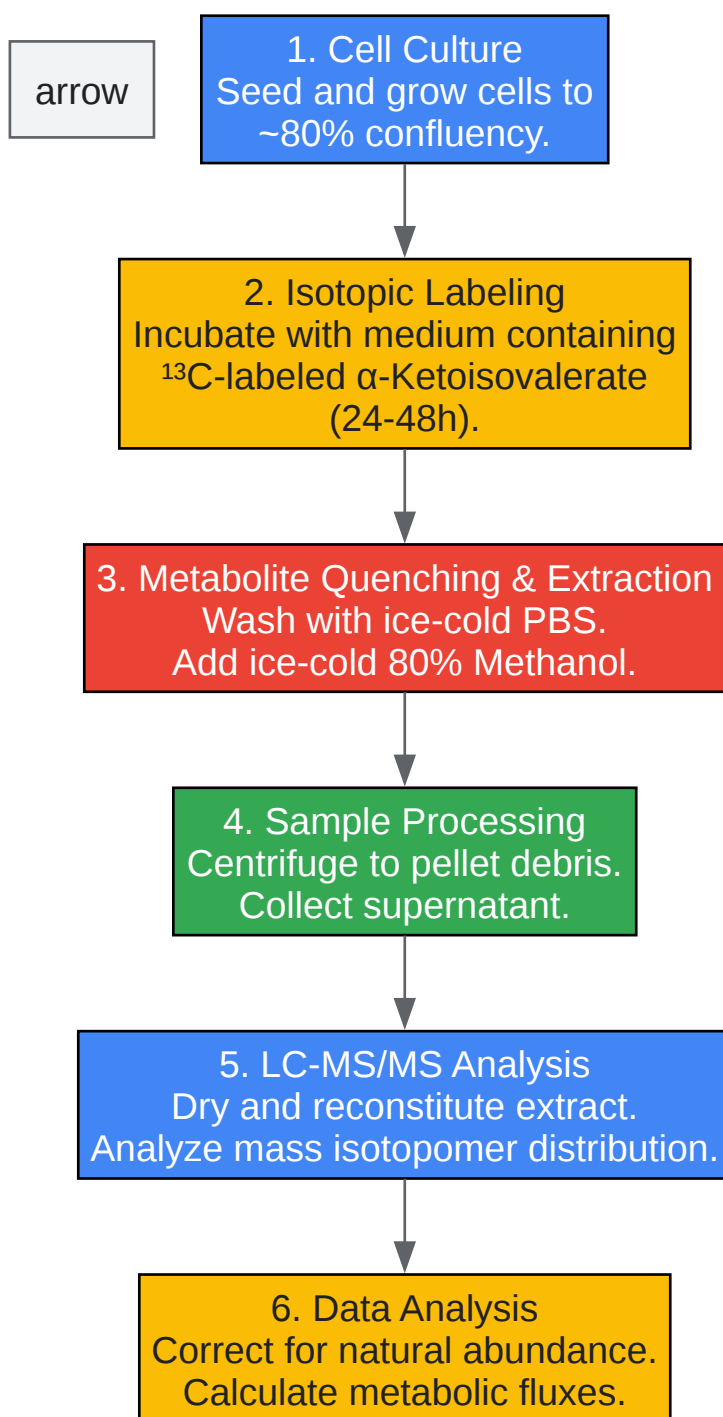 arrow
1. Cell Culture
Seed and grow cells to
~80% confluency.
2. Isotopic Labeling
Incubate with medium containing
¹³C-labeled α-Ketoisovalerate
(24-48h).
3. Metabolite Quenching & Extraction
Wash with ice-cold PBS.
Add ice-cold 80% Methanol.
4. Sample Processing
Centrifuge to pellet debris.
Collect supernatant.
5. LC-MS/MS Analysis
Dry and reconstitute extract.
Analyze mass isotopomer distribution.
6. Data Analysis
Correct for natural abundance.
Calculate metabolic fluxes.